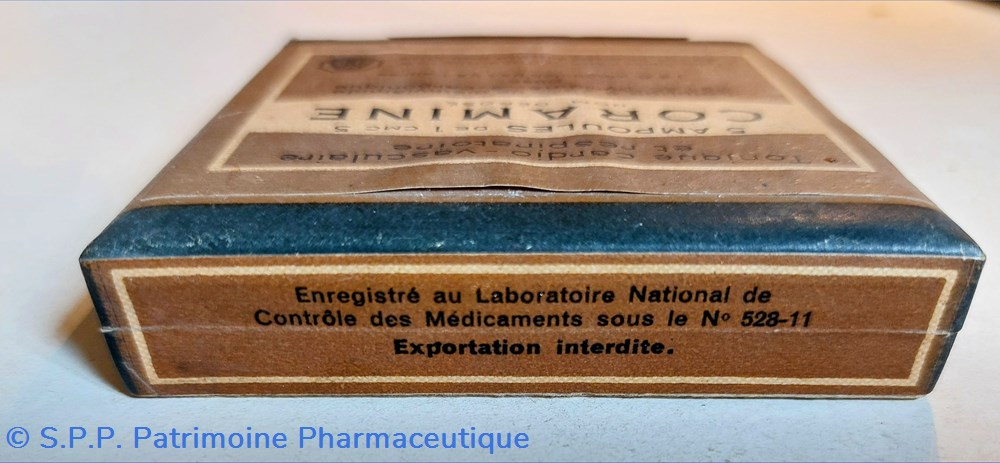 Tonique cardio-vasculaire
et respiratoire
5 AMPOULES DE 1 CMC 5
CORAMINE
Enregistré au Laboratoire National de
Contrôle des Médicaments sous le Nº 528-11
Exportation interdite.
© S.P.P. Patrimoine Pharmaceutique